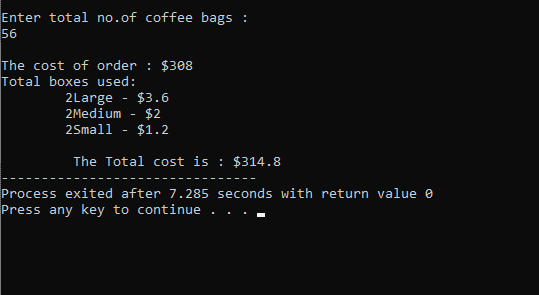 Enter total no.of coffee bags :
56
The cost of order : $308
Total boxes used:
2Large - $3.6
2Medium - $2
2Small - $1.2
The Total cost is : $314.8
--------------------------------
Process exited after 7.285 seconds with return value 0
Press any key to continue . . .